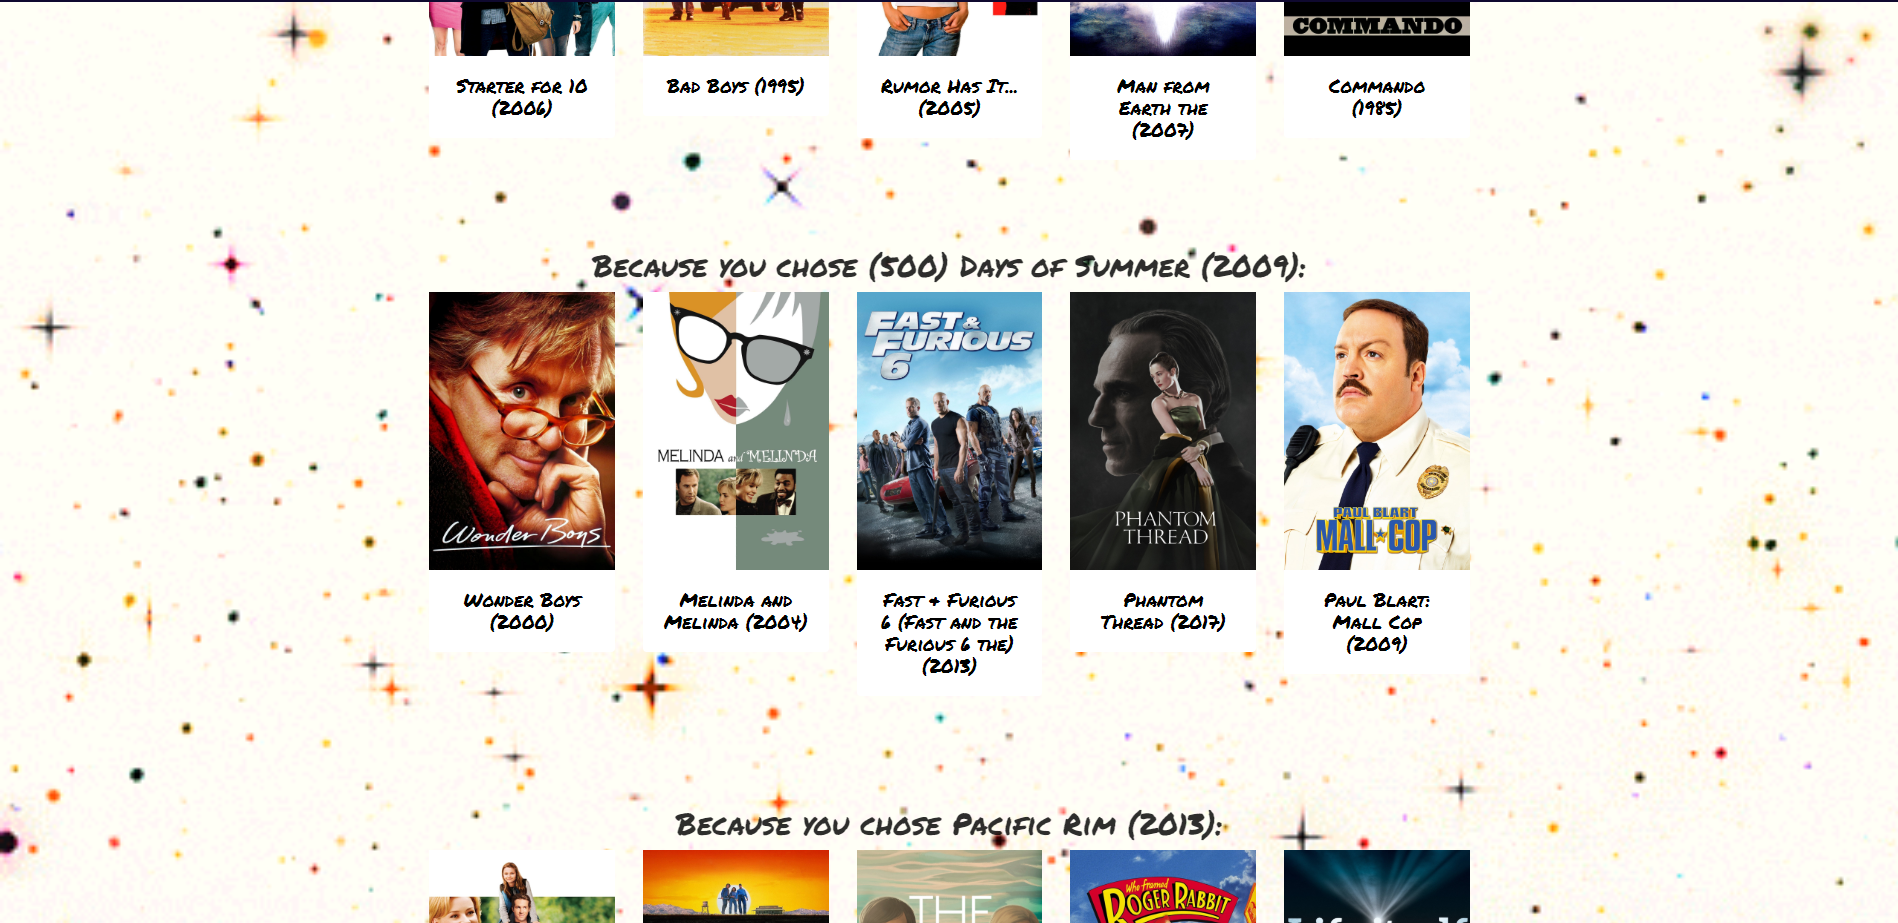 COMMANDO
Starter for 10
(2006)
Bad Boys (1995)
Rumor Has It...
(2005)
Man from
Earth the
(2007)
Commando
(1985)
Because you chose (500) Days of Summer (2009):
Wonder Boys
MELINDA and MELINDA
FAST &
FURIOUS
6
PHANTOM
THREAD
PAUL BLART
MALL COP
Wonder Boys
(2000)
Melinda and
Melinda (2004)
Fast & Furious
6 (Fast and the
Furious 6 the)
(2013)
Phantom
Thread (2017)
Paul Blart:
Mall Cop
(2009)
Because you chose Pacific Rim (2013):
THE
Who framed
ROGER RABBIT
Life itself